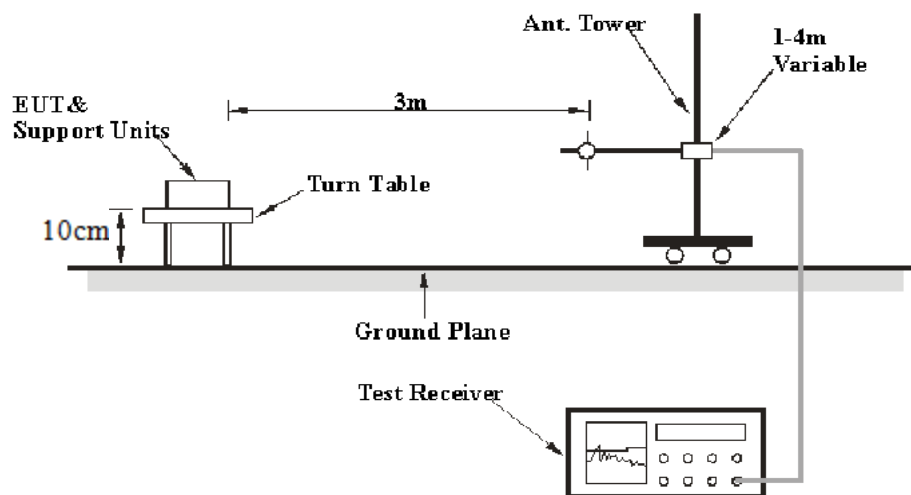 Ant. Tower
1-4m
Variable
EUT&
Support Units
3m
Turn Table
10cm
Ground Plane
Test Receiver